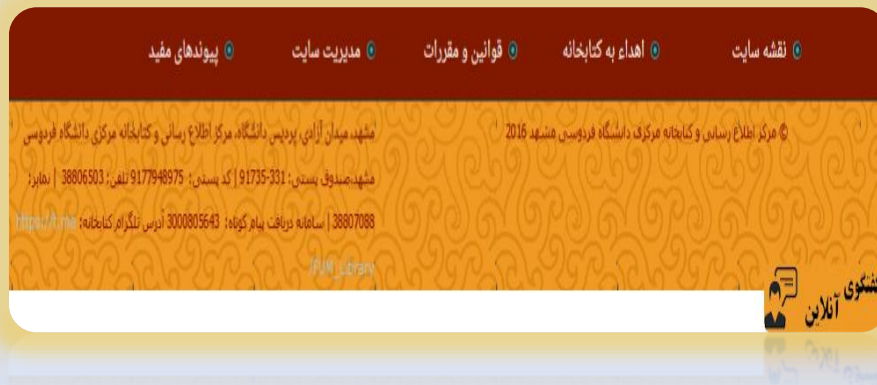 نقشه سایت
اهداء به کتابخانه
قوانین و مقررات
مدیریت سایت
پیوندهای مفید
© مرکز اطلاع رسانی و کتابخانه مرکزی دانشگاه فردوسی مشهد 2016
مشهد، میدان آزادی، پردیس دانشگاه، مرکز اطلاع رسانی و کتابخانه مرکزی دانشگاه فردوسی
مشهد،صندوق پستی: 331-91735 | کد پستی: 9177948975 تلفن: 38806503 | نمابر:
38807088 | سامانه دریافت پیام کوتاه: 3000805643 آدرس تلگرام کتابخانه: https://t.me
/FUM_Library
گفتگوی
آنلاین